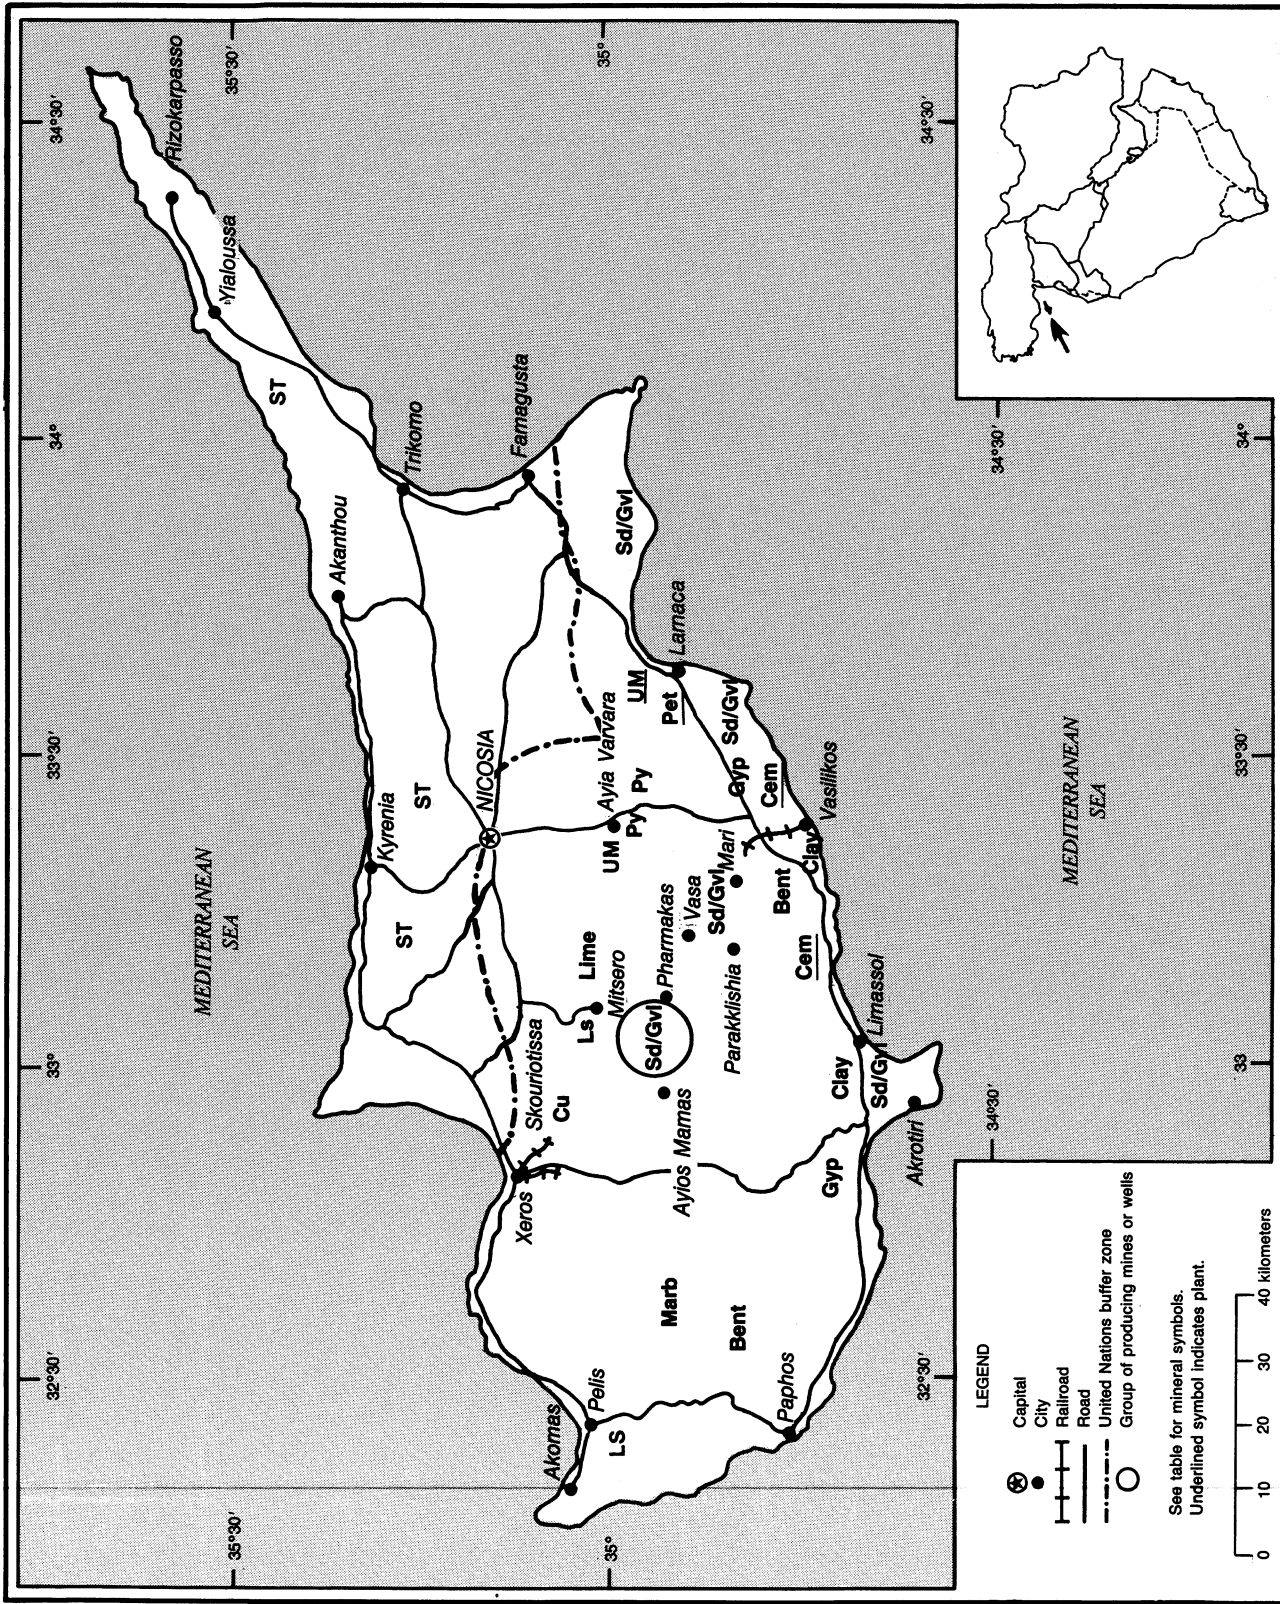 34°30'
34°
33°30'
33°
32°30'
35°30'
35°30'
35°
35°
Rizokarpasso
Yialoussa
ST
Akanthou
Trikomo
MEDITERRANEAN
SEA
Kyrenia
ST
ST
Famagusta
NICOSIA
Sd/Gvl
Larnaca
UM
Pet
Sd/Gvl
Ayia Varvara
UM
Py
Py
Gyp
Cem
Vasilikos
Clay
Mari
Bent
Sd/Gvl
Vasa
Pharmakas
Parakklishia
Cem
Lime
Ls
Mitsero
Sd/Gvl
Skouriotissa
Cu
Xeros
Ayios Mamas
Limassol
Clay
Sd/Gvl
Akrotiri
Gyp
Marb
Bent
Akomas
Pelis
LS
Paphos
MEDITERRANEAN
SEA
34°30'
34°30'
34°30'
34°
33°30'
33
32°30'
LEGEND
Capital
City
Railroad
Road
United Nations buffer zone
Group of producing mines or wells
See table for mineral symbols.
Underlined symbol indicates plant.
0 10 20 30 40 kilometers